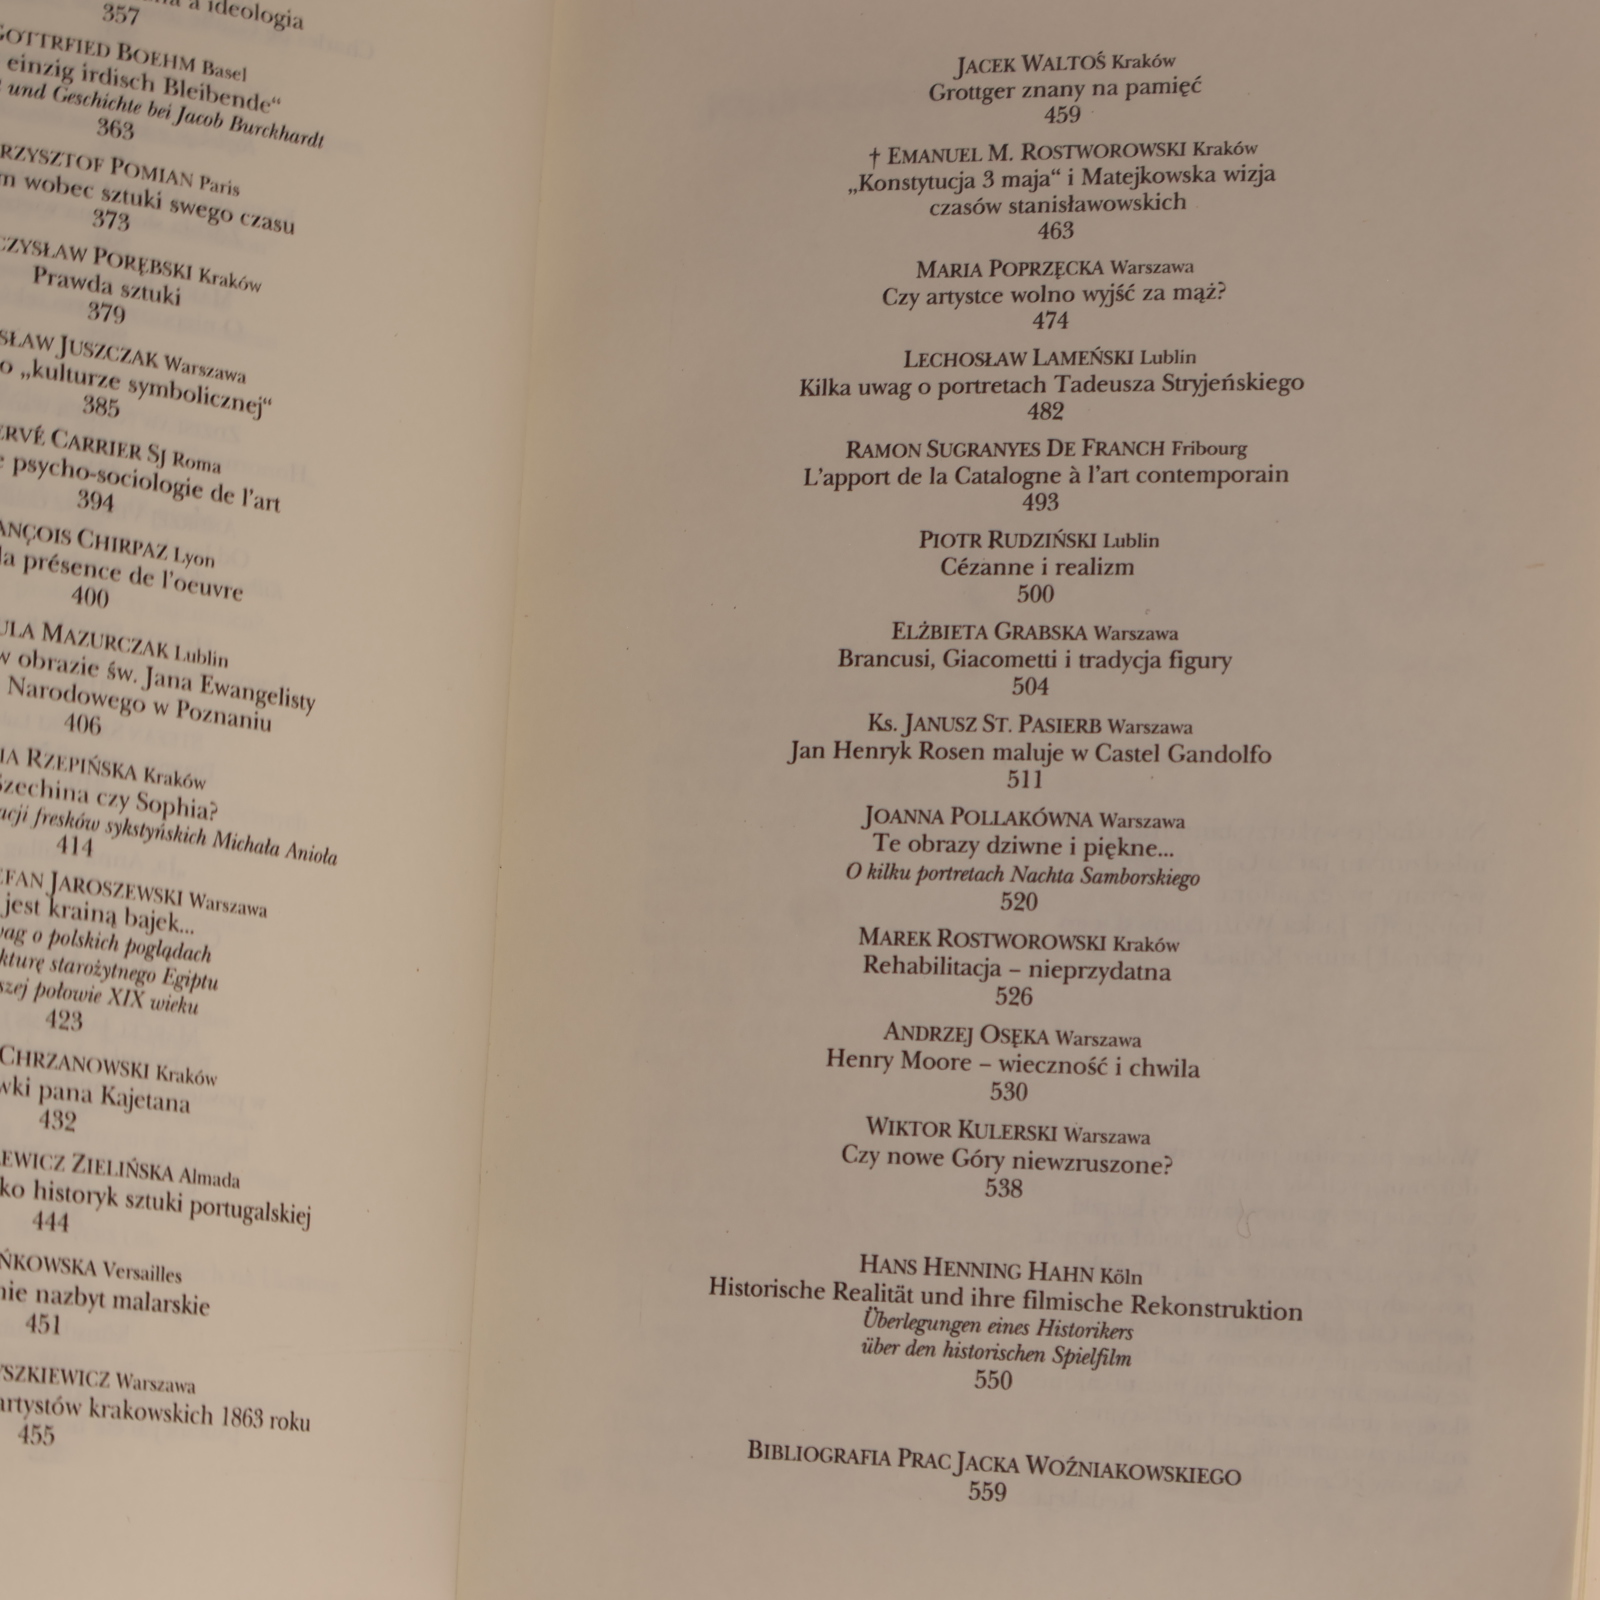 a ideologia
357
GOTTRFIED BOEHM Basel
einzig irdisch Bleibende“
und Geschichte bei Jacob Burckhardt
363
RZYSZTOF POMIAN Paris
m wobec sztuki swego czasu
373
CZYSŁAW PORĘBSKI Kraków
Prawda sztuki
379
SŁAW JUSZCZAK Warszawa
o „kulturze symbolicznej“
385
ERVÉ CARRIER SJ Roma
e psycho-sociologie de l'art
394
ANÇOIS CHIRPAZ Lyon
la présence de l'oeuvre
400
ULA MAZURCZAK Lublin
w obrazie św. Jana Ewangelisty
Narodowego w Poznaniu
406
IA RZEPIŃSKA Kraków
Szechina czy Sophia?
acji fresków sykstyńskich Michała Anioła
414
EFAN JAROSZEWSKI Warszawa
jest krainą bajek...
wag o polskich poglądach
kturę starożytnego Egiptu
szej połowie XIX wieku
423
CHRZANOWSKI Kraków
wki pana Kajetana
432
EWICZ ZIELIŃSKA Almada
ko historyk sztuki portugalskiej
444
ŃKOWSKA Versailles
nie nazbyt malarskie
451
YSZKIEWICZ Warszawa
artystów krakowskich 1863 roku
455
JACEK WALTOŚ Kraków
Grottger znany na pamięć
459
† EMANUEL M. ROSTWOROWSKI Kraków
„Konstytucja 3 maja“ i Matejkowska wizja
czasów stanisławowskich
463
MARIA POPRZĘCKA Warszawa
Czy artystce wolno wyjść za mąż?
474
LECHOSŁAW LAMEŃSKI Lublin
Kilka uwag o portretach Tadeusza Stryjeńskiego
482
RAMON SUGRANYES DE FRANCH Fribourg
L'apport de la Catalogne à l'art contemporain
493
PIOTR RUDZIŃSKI Lublin
Cézanne i realizm
500
ELŻBIETA GRABSKA Warszawa
Brancusi, Giacometti i tradycja figury
504
Ks. JANUSZ ST. PASIERB Warszawa
Jan Henryk Rosen maluje w Castel Gandolfo
511
JOANNA POLLAKÓWNA Warszawa
Te obrazy dziwne i piękne...
O kilku portretach Nachta Samborskiego
520
MAREK ROSTWOROWSKI Kraków
Rehabilitacja – nieprzydatna
526
ANDRZEJ OSĘKA Warszawa
Henry Moore – wieczność i chwila
530
WIKTOR KULERSKI Warszawa
Czy nowe Góry niewzruszone?
538
HANS HENNING HAHN Köln
Historische Realität und ihre filmische Rekonstruktion
Überlegungen eines Historikers
über den historischen Spielfilm
550
BIBLIOGRAFIA PRAC JACKA WOŹNIAKOWSKIEGO
559